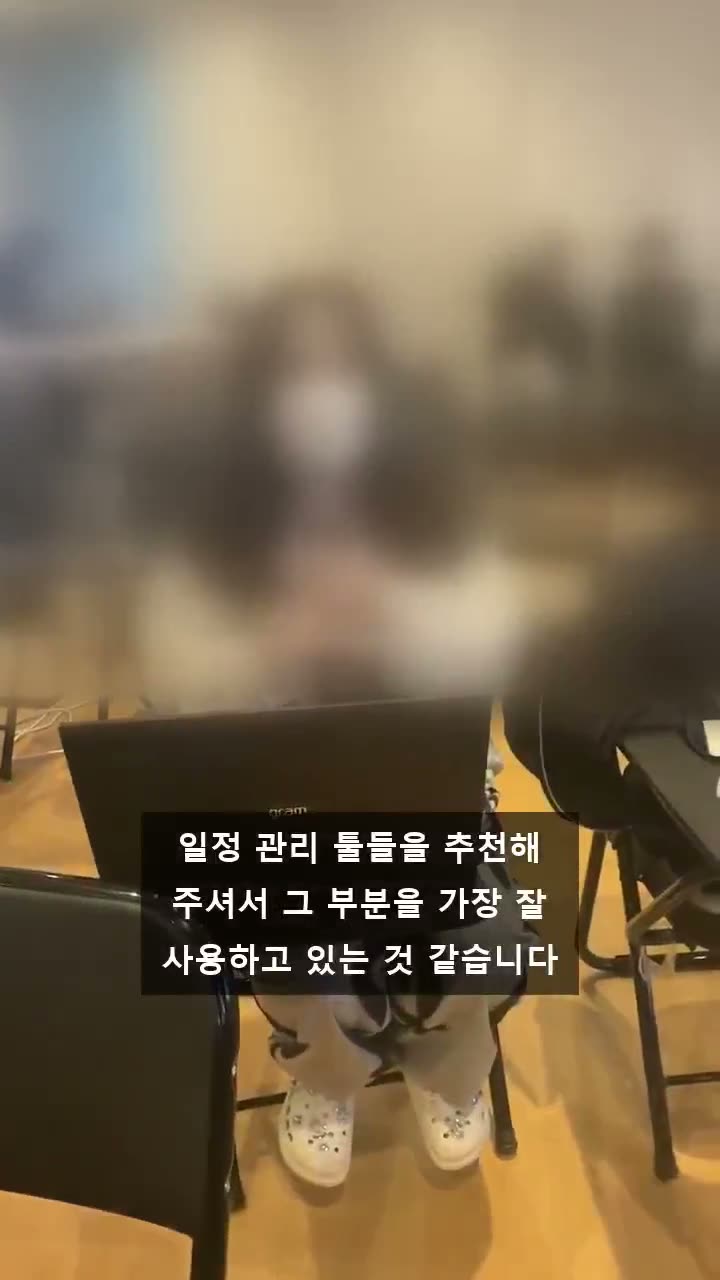 gram
일정 관리 툴들을 추천해
주셔서 그 부분을 가장 잘
사용하고 있는 것 같습니다